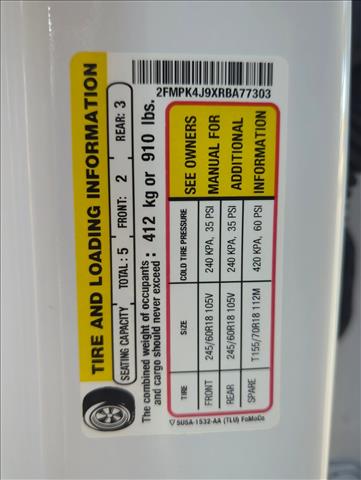 2FMPK4J9XRBA77303
TIRE AND LOADING INFORMATION
SEATING CAPACITY TOTAL: 5 FRONT: 2 REAR: 3
The combined weight of occupants
and cargo should never exceed: 412 kg or 910 lbs.
TIRE SIZE COLD TIRE PRESSURE
FRONT 245/60R18 105V 240 KPA, 35 PSI
REAR 245/60R18 105V 240 KPA, 35 PSI
SPARE T155/70R18 112M 420 KPA, 60 PSI
SEE OWNERS
MANUAL FOR
ADDITIONAL
INFORMATION
5U5A-1532-AA (TLU) FoMoCo